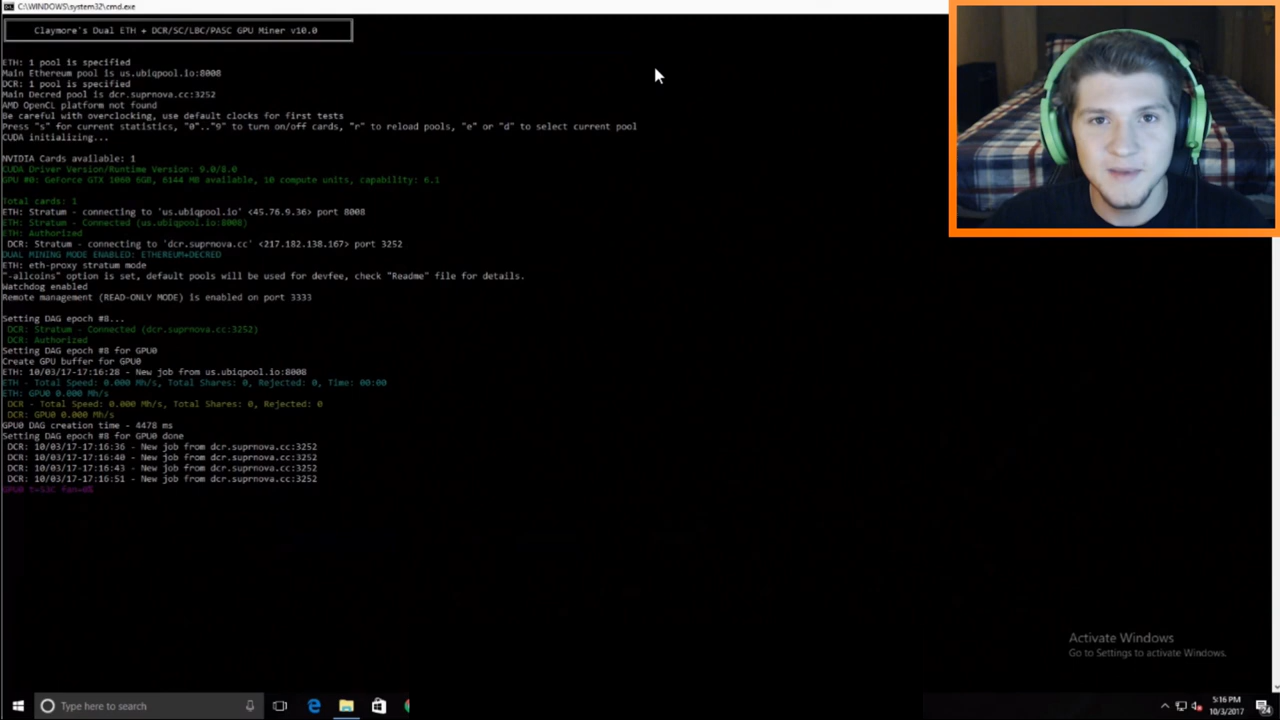 C:\WINDOWS\system32\cmd.exe
Claymore's Dual ETH + DCR/SC/LBC/PASC GPU Miner v10.0
ETH: 1 pool is specified
Main Ethereum pool is us.ubiqpool.io:8008
DCR: 1 pool is specified
Main Decred pool is dcr.suprnova.cc:3252
AMD OpenCL platform not found
Be careful with overclocking, use default clocks for first tests
Press "s" for current statistics, "0".."9" to turn on/off cards, "r" to reload pools, "e" or "d" to select current pool
CUDA initializing...
NVIDIA Cards available: 1
CUDA Driver Version/Runtime Version: 9.0/8.0
GPU #0: GeForce GTX 1060 6GB, 6144 MB available, 10 compute units, capability: 6.1
Total cards: 1
ETH: Stratum - connecting to 'us.ubiqpool.io' <45.76.9.36> port 8008
ETH: Stratum - Connected (us.ubiqpool.io:8008)
ETH: Authorized
DCR: Stratum - connecting to 'dcr.suprnova.cc' <217.182.138.167> port 3252
DUAL MINING MODE ENABLED: ETHEREUM+DECRED
ETH: eth-proxy stratum mode
"-allcoins" option is set, default pools will be used for devfee, check "Readme" file for details.
Watchdog enabled
Remote management (READ-ONLY MODE) is enabled on port 3333
Setting DAG epoch #8...
DCR: Stratum - Connected (dcr.suprnova.cc:3252)
DCR: Authorized
Setting DAG epoch #8 for GPU0
Create GPU buffer for GPU0
ETH: 10/03/17-17:16:28 - New job from us.ubiqpool.io:8008
ETH - Total Speed: 0.000 Mh/s, Total Shares: 0, Rejected: 0, Time: 00:00
ETH: GPU0 0.000 Mh/s
DCR - Total Speed: 0.000 Mh/s, Total Shares: 0, Rejected: 0
DCR: GPU0 0.000 Mh/s
GPU0 DAG creation time - 4478 ms
Setting DAG epoch #8 for GPU0 done
DCR: 10/03/17-17:16:36 - New job from dcr.suprnova.cc:3252
DCR: 10/03/17-17:16:40 - New job from dcr.suprnova.cc:3252
DCR: 10/03/17-17:16:43 - New job from dcr.suprnova.cc:3252
DCR: 10/03/17-17:16:51 - New job from dcr.suprnova.cc:3252
GPU0 t=53C fan=0%
Activate Windows
Go to Settings to activate Windows.
Type here to search
5:16 PM
10/3/2017
24